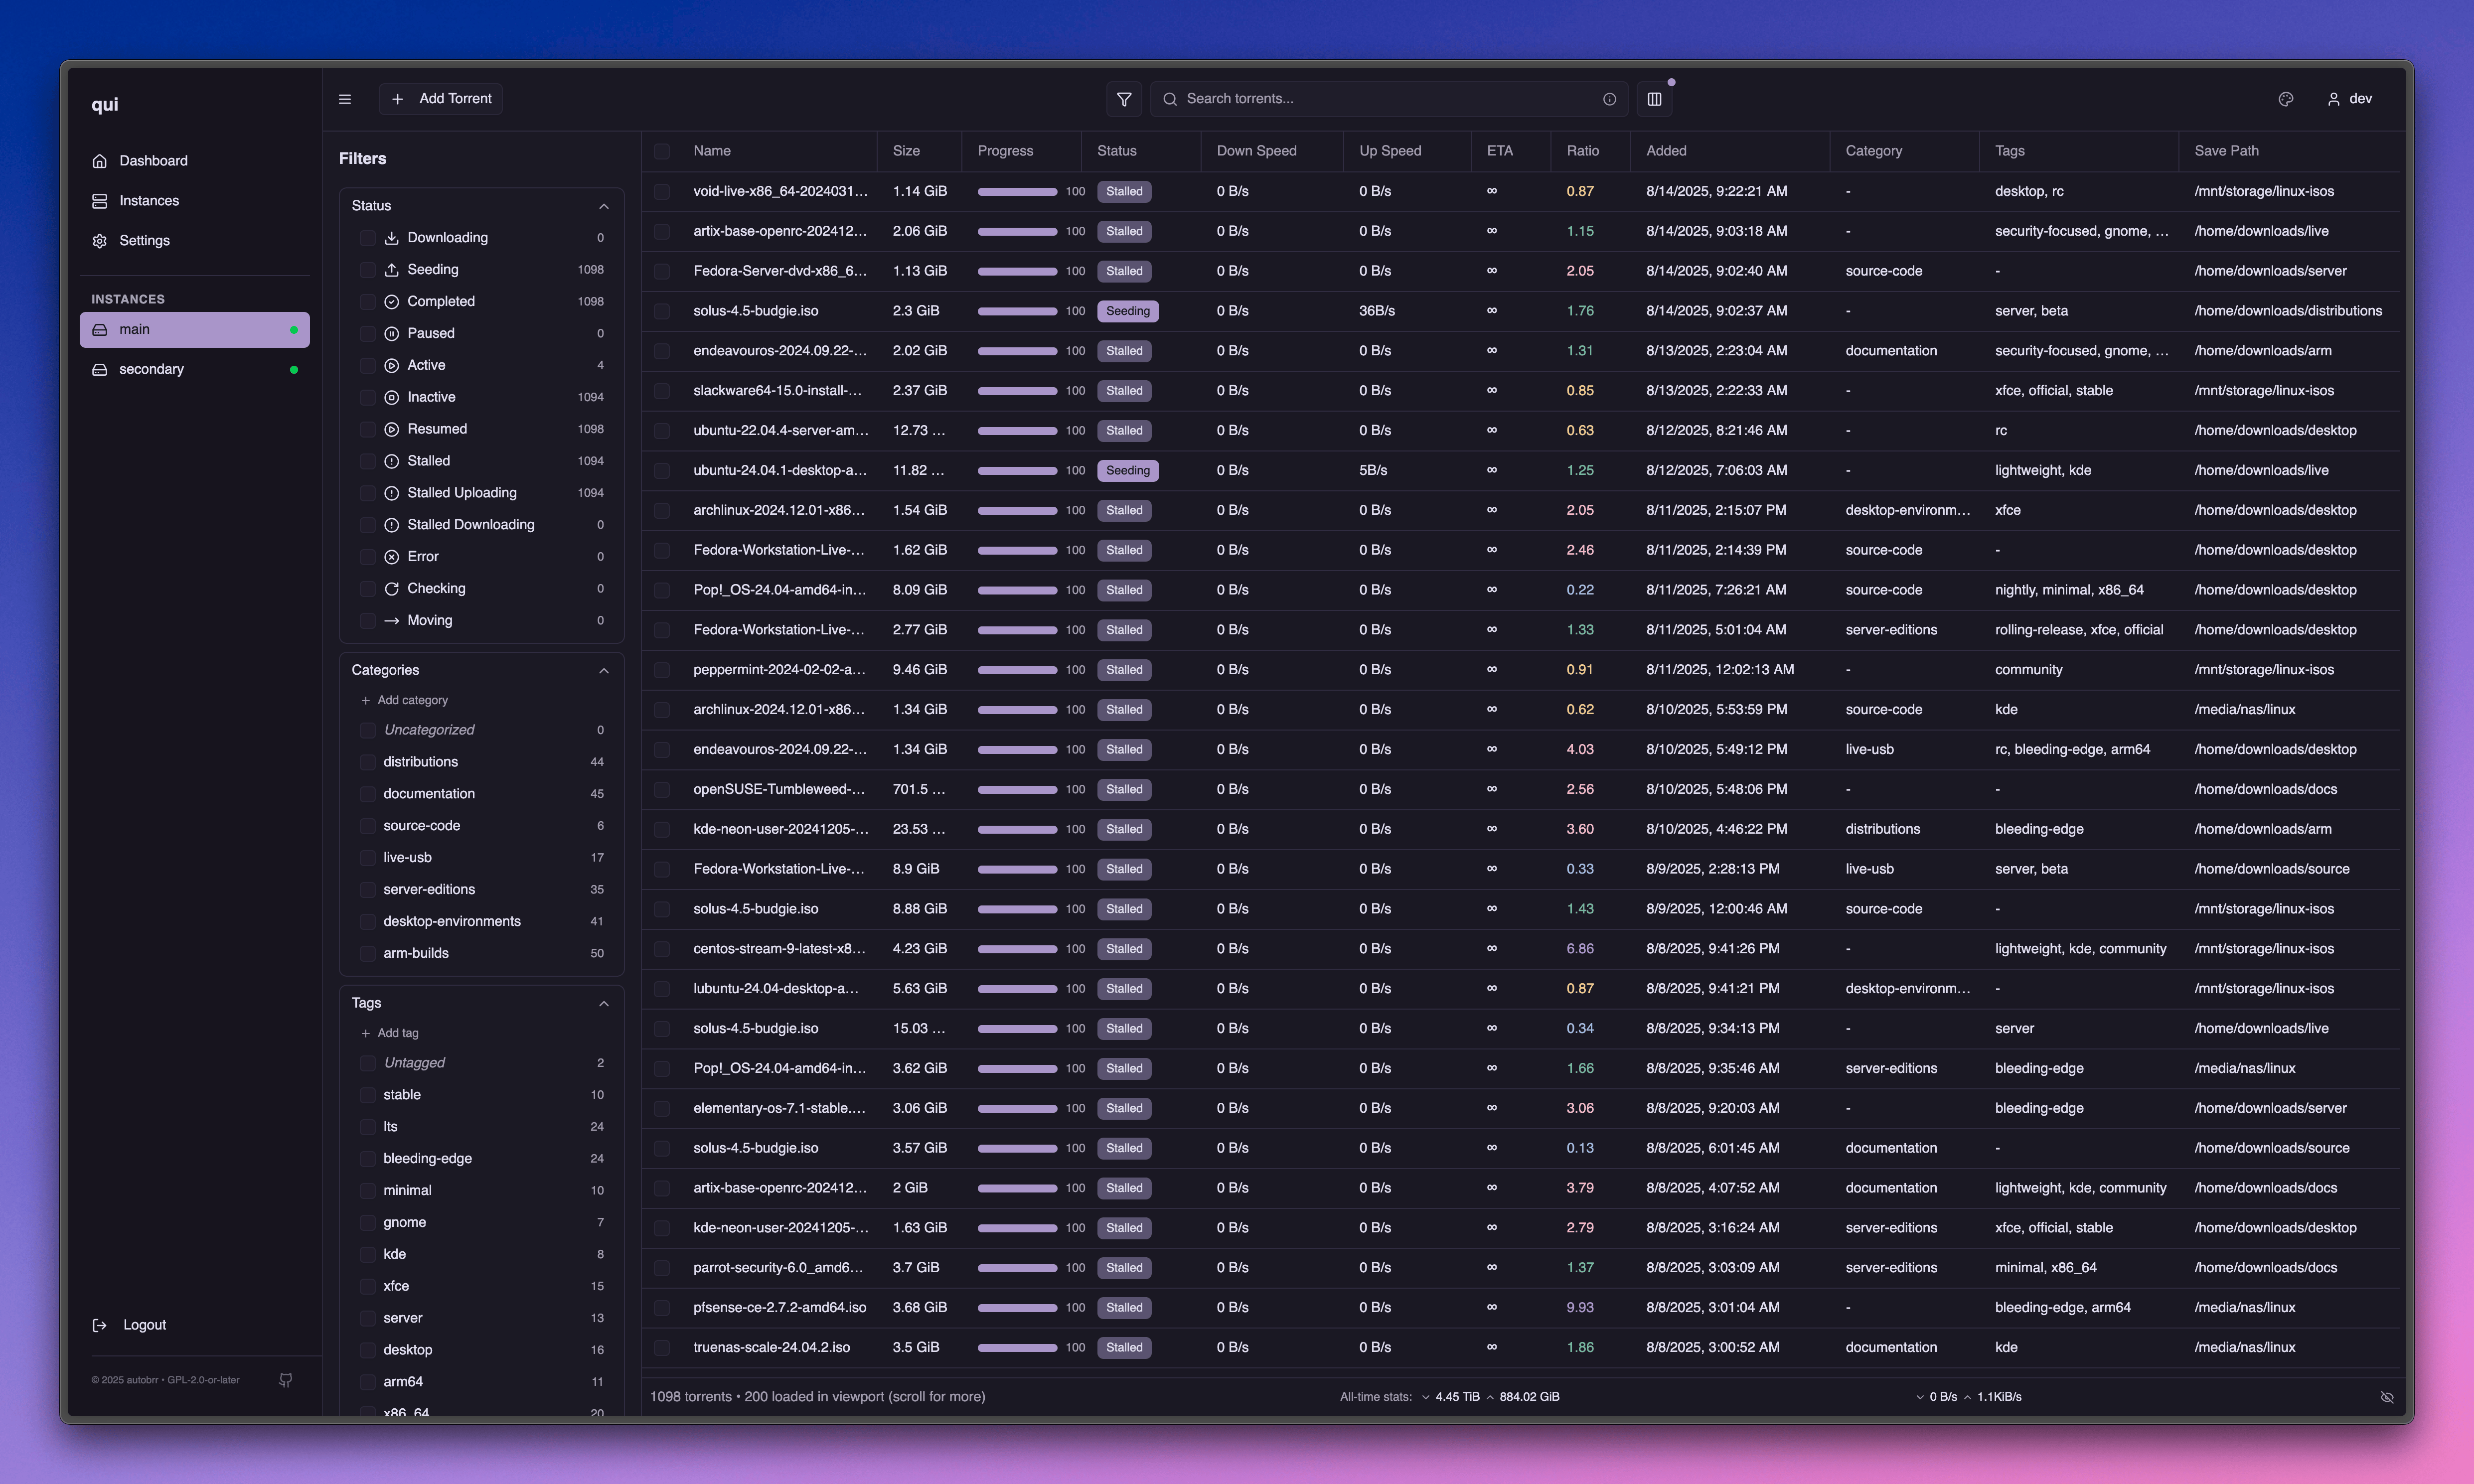 qui
Dashboard
Instances
Settings
INSTANCES
main
secondary
Logout
© 2025 autobrr • GPL-2.0-or-later
Add Torrent
Search torrents...
dev
Filters
Status
Downloading 0
Seeding 1098
Completed 1098
Paused 0
Active 4
Inactive 1094
Resumed 1098
Stalled 1094
Stalled Uploading 1094
Stalled Downloading 0
Error 0
Checking 0
Moving 0
Categories
+ Add category
Uncategorized 0
distributions 44
documentation 45
source-code 6
live-usb 17
server-editions 35
desktop-environments 41
arm-builds 50
Tags
+ Add tag
Untagged 2
stable 10
lts 24
bleeding-edge 24
minimal 10
gnome 7
kde 8
xfce 15
server 13
desktop 16
arm64 11
x86_64 20
Name Size Progress Status Down Speed Up Speed ETA Ratio Added Category Tags Save Path
void-live-x86_64-2024031... 1.14 GiB 100 Stalled 0 B/s 0 B/s ∞ 0.87 8/14/2025, 9:22:21 AM - desktop, rc /mnt/storage/linux-isos
artix-base-openrc-202412... 2.06 GiB 100 Stalled 0 B/s 0 B/s ∞ 1.15 8/14/2025, 9:03:18 AM - security-focused, gnome, ... /home/downloads/live
Fedora-Server-dvd-x86_6... 1.13 GiB 100 Stalled 0 B/s 0 B/s ∞ 2.05 8/14/2025, 9:02:40 AM source-code - /home/downloads/server
solus-4.5-budgie.iso 2.3 GiB 100 Seeding 0 B/s 36B/s ∞ 1.76 8/14/2025, 9:02:37 AM - server, beta /home/downloads/distributions
endeavouros-2024.09.22-... 2.02 GiB 100 Stalled 0 B/s 0 B/s ∞ 1.31 8/13/2025, 2:23:04 AM documentation security-focused, gnome, ... /home/downloads/arm
slackware64-15.0-install-... 2.37 GiB 100 Stalled 0 B/s 0 B/s ∞ 0.85 8/13/2025, 2:22:33 AM - xfce, official, stable /mnt/storage/linux-isos
ubuntu-22.04.4-server-am... 12.73 ... 100 Stalled 0 B/s 0 B/s ∞ 0.63 8/12/2025, 8:21:46 AM - rc /home/downloads/desktop
ubuntu-24.04.1-desktop-a... 11.82 ... 100 Seeding 0 B/s 5B/s ∞ 1.25 8/12/2025, 7:06:03 AM - lightweight, kde /home/downloads/live
archlinux-2024.12.01-x86... 1.54 GiB 100 Stalled 0 B/s 0 B/s ∞ 2.05 8/11/2025, 2:15:07 PM desktop-environm... xfce /home/downloads/desktop
Fedora-Workstation-Live-... 1.62 GiB 100 Stalled 0 B/s 0 B/s ∞ 2.46 8/11/2025, 2:14:39 PM source-code - /home/downloads/desktop
Pop!_OS-24.04-amd64-in... 8.09 GiB 100 Stalled 0 B/s 0 B/s ∞ 0.22 8/11/2025, 7:26:21 AM source-code nightly, minimal, x86_64 /home/downloads/desktop
Fedora-Workstation-Live-... 2.77 GiB 100 Stalled 0 B/s 0 B/s ∞ 1.33 8/11/2025, 5:01:04 AM server-editions rolling-release, xfce, official /home/downloads/desktop
peppermint-2024-02-02-a... 9.46 GiB 100 Stalled 0 B/s 0 B/s ∞ 0.91 8/11/2025, 12:02:13 AM - community /mnt/storage/linux-isos
archlinux-2024.12.01-x86... 1.34 GiB 100 Stalled 0 B/s 0 B/s ∞ 0.62 8/10/2025, 5:53:59 PM source-code kde /media/nas/linux
endeavouros-2024.09.22-... 1.34 GiB 100 Stalled 0 B/s 0 B/s ∞ 4.03 8/10/2025, 5:49:12 PM live-usb rc, bleeding-edge, arm64 /home/downloads/desktop
openSUSE-Tumbleweed-... 701.5 ... 100 Stalled 0 B/s 0 B/s ∞ 2.56 8/10/2025, 5:48:06 PM - - /home/downloads/docs
kde-neon-user-20241205-... 23.53 ... 100 Stalled 0 B/s 0 B/s ∞ 3.60 8/10/2025, 4:46:22 PM distributions bleeding-edge /home/downloads/arm
Fedora-Workstation-Live-... 8.9 GiB 100 Stalled 0 B/s 0 B/s ∞ 0.33 8/9/2025, 2:28:13 PM live-usb server, beta /home/downloads/source
solus-4.5-budgie.iso 8.88 GiB 100 Stalled 0 B/s 0 B/s ∞ 1.43 8/9/2025, 12:00:46 AM source-code - /mnt/storage/linux-isos
centos-stream-9-latest-x8... 4.23 GiB 100 Stalled 0 B/s 0 B/s ∞ 6.86 8/8/2025, 9:41:26 PM - lightweight, kde, community /mnt/storage/linux-isos
lubuntu-24.04-desktop-a... 5.63 GiB 100 Stalled 0 B/s 0 B/s ∞ 0.87 8/8/2025, 9:41:21 PM desktop-environm... - /mnt/storage/linux-isos
solus-4.5-budgie.iso 15.03 ... 100 Stalled 0 B/s 0 B/s ∞ 0.34 8/8/2025, 9:34:13 PM - server /home/downloads/live
Pop!_OS-24.04-amd64-in... 3.62 GiB 100 Stalled 0 B/s 0 B/s ∞ 1.66 8/8/2025, 9:35:46 AM server-editions bleeding-edge /media/nas/linux
elementary-os-7.1-stable.... 3.06 GiB 100 Stalled 0 B/s 0 B/s ∞ 3.06 8/8/2025, 9:20:03 AM - bleeding-edge /home/downloads/server
solus-4.5-budgie.iso 3.57 GiB 100 Stalled 0 B/s 0 B/s ∞ 0.13 8/8/2025, 6:01:45 AM documentation - /home/downloads/source
artix-base-openrc-202412... 2 GiB 100 Stalled 0 B/s 0 B/s ∞ 3.79 8/8/2025, 4:07:52 AM documentation lightweight, kde, community /home/downloads/docs
kde-neon-user-20241205-... 1.63 GiB 100 Stalled 0 B/s 0 B/s ∞ 2.79 8/8/2025, 3:16:24 AM server-editions xfce, official, stable /home/downloads/desktop
parrot-security-6.0_amd6... 3.7 GiB 100 Stalled 0 B/s 0 B/s ∞ 1.37 8/8/2025, 3:03:09 AM server-editions minimal, x86_64 /home/downloads/docs
pfsense-ce-2.7.2-amd64.iso 3.68 GiB 100 Stalled 0 B/s 0 B/s ∞ 9.93 8/8/2025, 3:01:04 AM - bleeding-edge, arm64 /media/nas/linux
truenas-scale-24.04.2.iso 3.5 GiB 100 Stalled 0 B/s 0 B/s ∞ 1.86 8/8/2025, 3:00:52 AM documentation kde /media/nas/linux
1098 torrents • 200 loaded in viewport (scroll for more) All-time stats: 4.45 TiB 884.02 GiB 0 B/s 1.1KiB/s